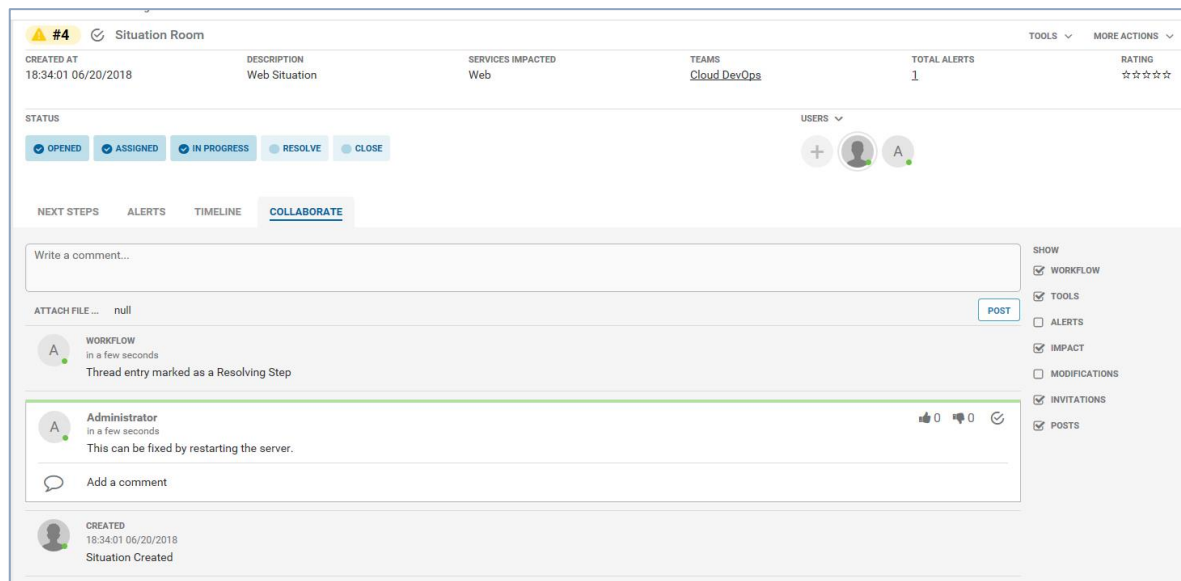 #4 Situation Room TOOLS MORE ACTIONS
CREATED AT DESCRIPTION SERVICES IMPACTED TEAMS TOTAL ALERTS RATING
18:34:01 06/20/2018 Web Situation Web Cloud DevOps 1
STATUS USERS
OPENED ASSIGNED IN PROGRESS RESOLVE CLOSE + A
NEXT STEPS ALERTS TIMELINE COLLABORATE
Write a comment...
ATTACH FILE ... null POST
A
WORKFLOW
in a few seconds
Thread entry marked as a Resolving Step
A
Administrator 0 0
in a few seconds
This can be fixed by restarting the server.
Add a comment
CREATED
18:34:01 06/20/2018
Situation Created
SHOW
WORKFLOW
TOOLS
ALERTS
IMPACT
MODIFICATIONS
INVITATIONS
POSTS